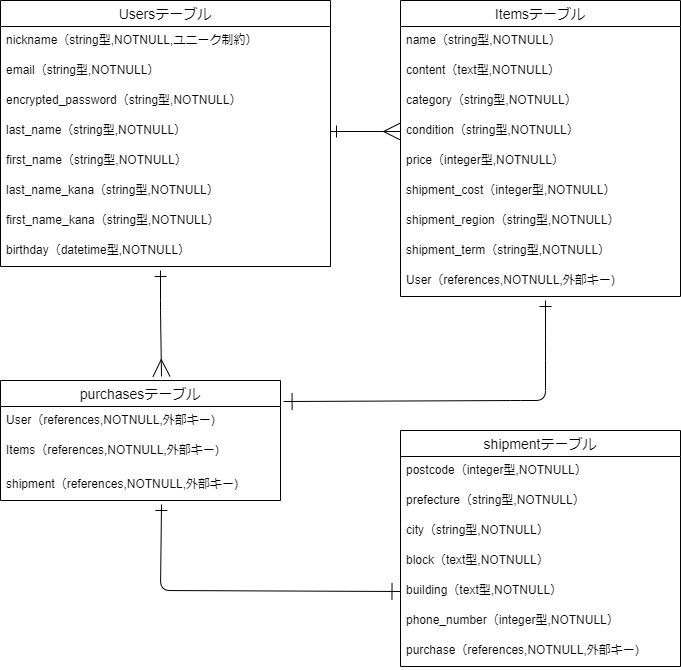 Usersテーブル
nickname（string型,NOTNULL,ユニーク制約）
email（string型,NOTNULL）
encrypted_password（string型,NOTNULL）
last_name（string型,NOTNULL）
first_name（string型,NOTNULL）
last_name_kana（string型,NOTNULL）
first_name_kana（string型,NOTNULL）
birthday（datetime型,NOTNULL）
Itemsテーブル
name（string型,NOTNULL）
content（text型,NOTNULL）
category（string型,NOTNULL）
condition（string型,NOTNULL）
price（integer型,NOTNULL）
shipment_cost（integer型,NOTNULL）
shipment_region（string型,NOTNULL）
shipment_term（string型,NOTNULL）
User（references,NOTNULL,外部キー)
purchasesテーブル
User（references,NOTNULL,外部キー)
Items（references,NOTNULL,外部キー)
shipment（references,NOTNULL,外部キー)
shipmentテーブル
postcode（integer型,NOTNULL）
prefecture（string型,NOTNULL）
city（string型,NOTNULL）
block（text型,NOTNULL）
building（text型,NOTNULL）
phone_number（integer型,NOTNULL）
purchase（references,NOTNULL,外部キー)